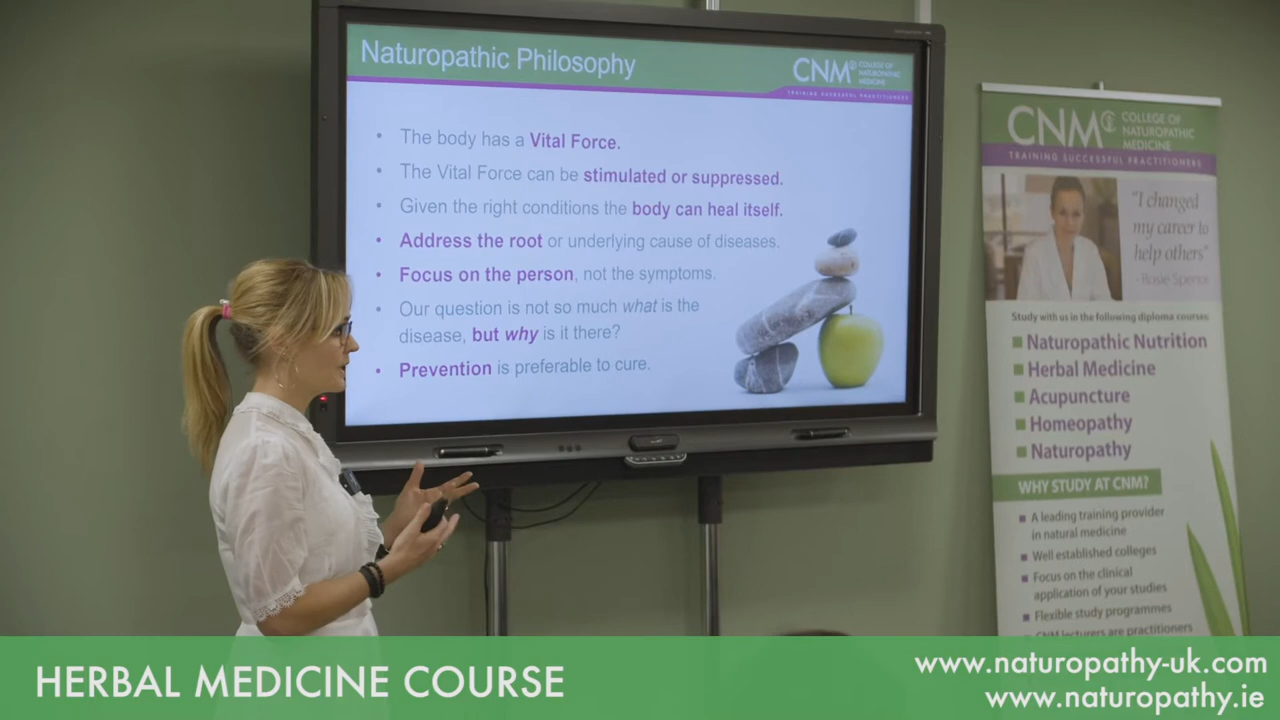 Naturopathic Philosophy
CNM COLLEGE OF
NATUROPATHIC
MEDICINE
TRAINING SUCCESSFUL PRACTITIONERS
• The body has a Vital Force.
• The Vital Force can be stimulated or suppressed.
• Given the right conditions the body can heal itself.
• Address the root or underlying cause of diseases.
• Focus on the person, not the symptoms.
• Our question is not so much what is the
disease, but why is it there?
• Prevention is preferable to cure.
CNM COLLEGE OF
NATUROPATHIC
MEDICINE
TRAINING SUCCESSFUL PRACTITIONERS
"I changed
my career to
help others"
- Rosie Spence
Study with us in the following diploma courses:
Naturopathic Nutrition
Herbal Medicine
Acupuncture
Homeopathy
Naturopathy
WHY STUDY AT CNM?
A leading training provider
in natural medicine
Well established colleges
Focus on the clinical
application of your studies
Flexible study programmes
CNM lecturers are practitioners
HERBAL MEDICINE COURSE
www.naturopathy-uk.com
www.naturopathy.ie